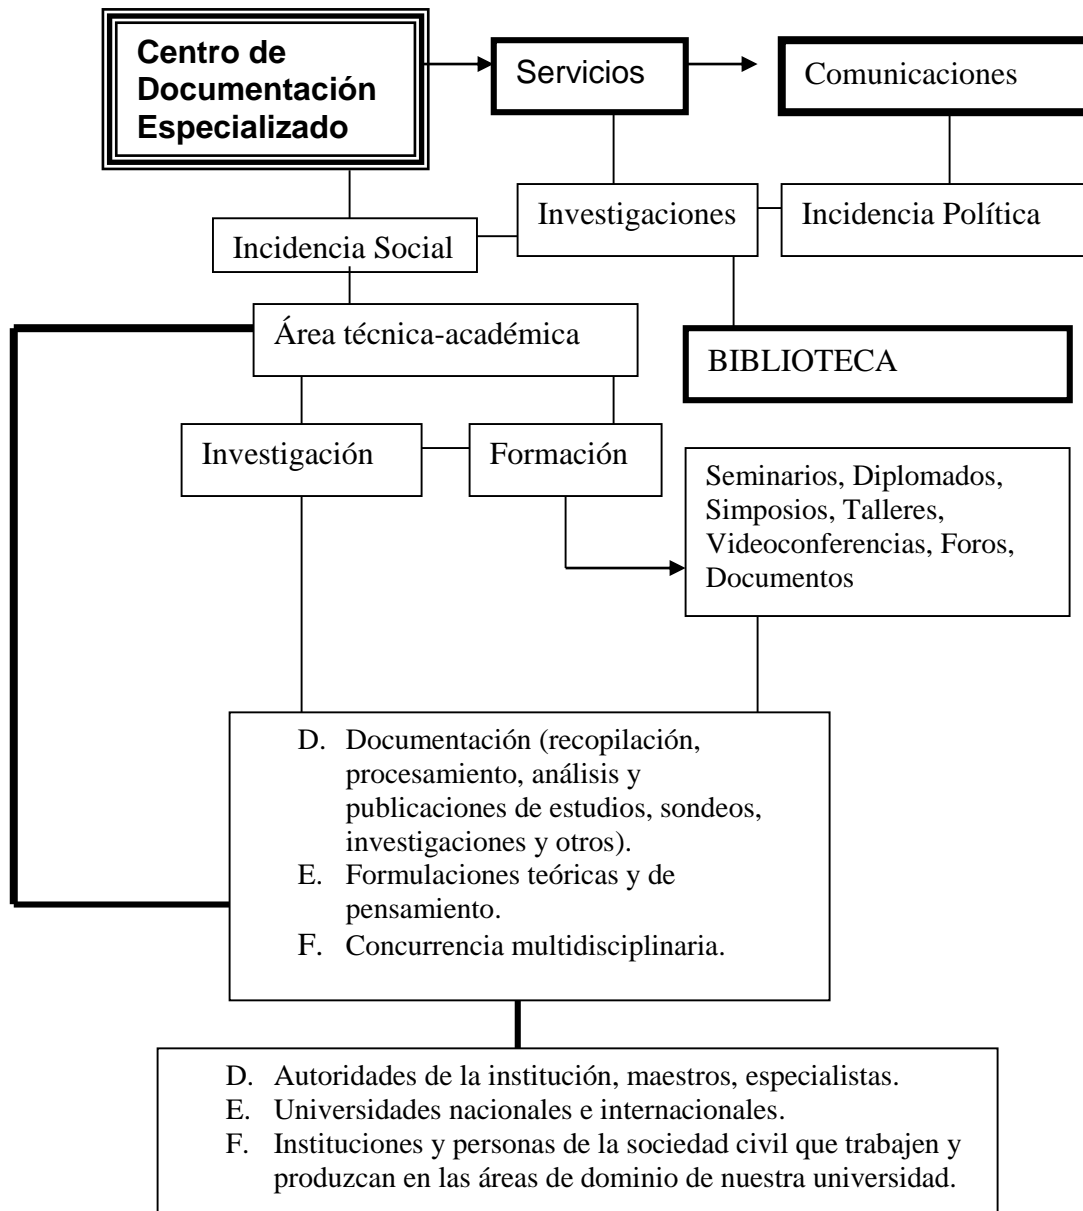 Centro de
Documentación
Especializado
Servicios
Comunicaciones
Investigaciones
Incidencia Política
Incidencia Social
Área técnica-académica
BIBLIOTECA
Investigación
Formación
Seminarios, Diplomados,
Simposios, Talleres,
Videoconferencias, Foros,
Documentos
D. Documentación (recopilación,
procesamiento, análisis y
publicaciones de estudios, sondeos,
investigaciones y otros).
E. Formulaciones teóricas y de
pensamiento.
F. Concurrencia multidisciplinaria.
D. Autoridades de la institución, maestros, especialistas.
E. Universidades nacionales e internacionales.
F. Instituciones y personas de la sociedad civil que trabajen y
produzcan en las áreas de dominio de nuestra universidad.